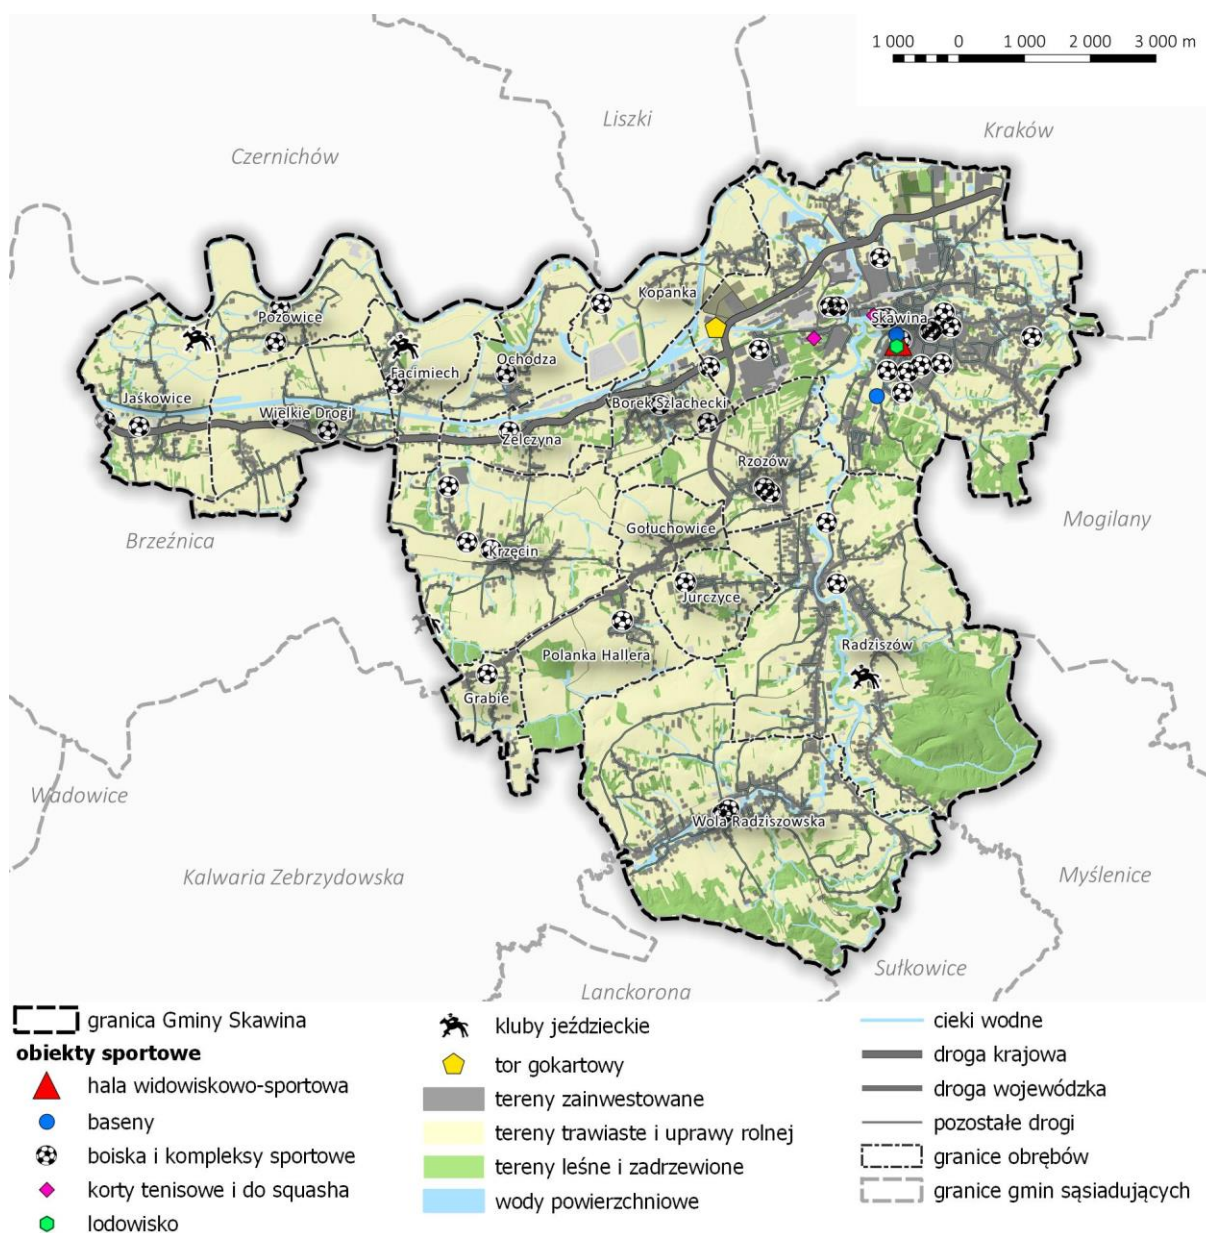 1 000 0 1 000 2 000 3 000 m
Liszki
Kraków
Czernichów
Kopanka
Pozowice
Skawina
Ochodza
Facimiech
Jaśkowice
Wielkie Drogi
Borek Szlachecki
Zelczyna
Rzozów
Mogilany
Brzeźnica
Gołuchowice
Krzęcin
Jurczyce
Radziszów
Polanka Hallera
Grabie
Wadowice
Wola Radziszowska
Kalwaria Zebrzydowska
Myślenice
Sułkowice
Lanckorona
granica Gminy Skawina
obiekty sportowe
hala widowiskowo-sportowa
baseny
boiska i kompleksy sportowe
korty tenisowe i do squasha
lodowisko
kluby jeździeckie
tor gokartowy
tereny zainwestowane
tereny trawiaste i uprawy rolnej
tereny leśne i zadrzewione
wody powierzchniowe
cieki wodne
droga krajowa
droga wojewódzka
pozostałe drogi
granice obrębów
granice gmin sąsiadujących